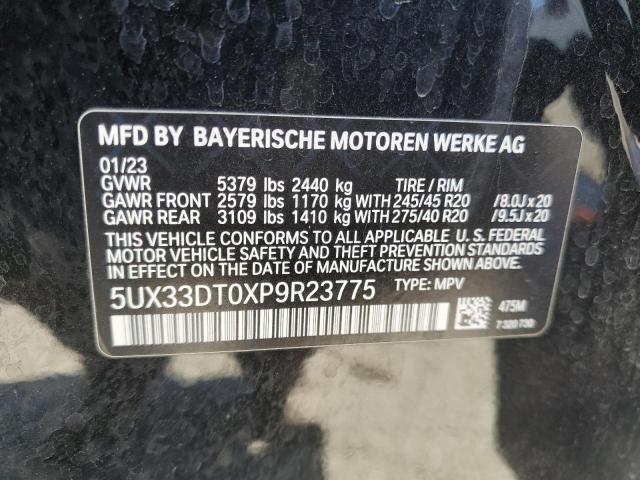 MFD BY BAYERISCHE MOTOREN WERKE AG
01/23
GVWR 5379 lbs 2440 kg TIRE / RIM
GAWR FRONT 2579 lbs 1170 kg WITH 245/45 R20 /8.0J x 20
GAWR REAR 3109 lbs 1410 kg WITH 275/40 R20 /9.5J x 20
THIS VEHICLE CONFORMS TO ALL APPLICABLE U. S. FEDERAL
MOTOR VEHICLE SAFETY, AND THEFT PREVENTION STANDARDS
IN EFFECT ON THE DATE OF MANUFACTURE SHOWN ABOVE.
5UX33DT0XP9R23775 TYPE: MPV
475M
7 320 730